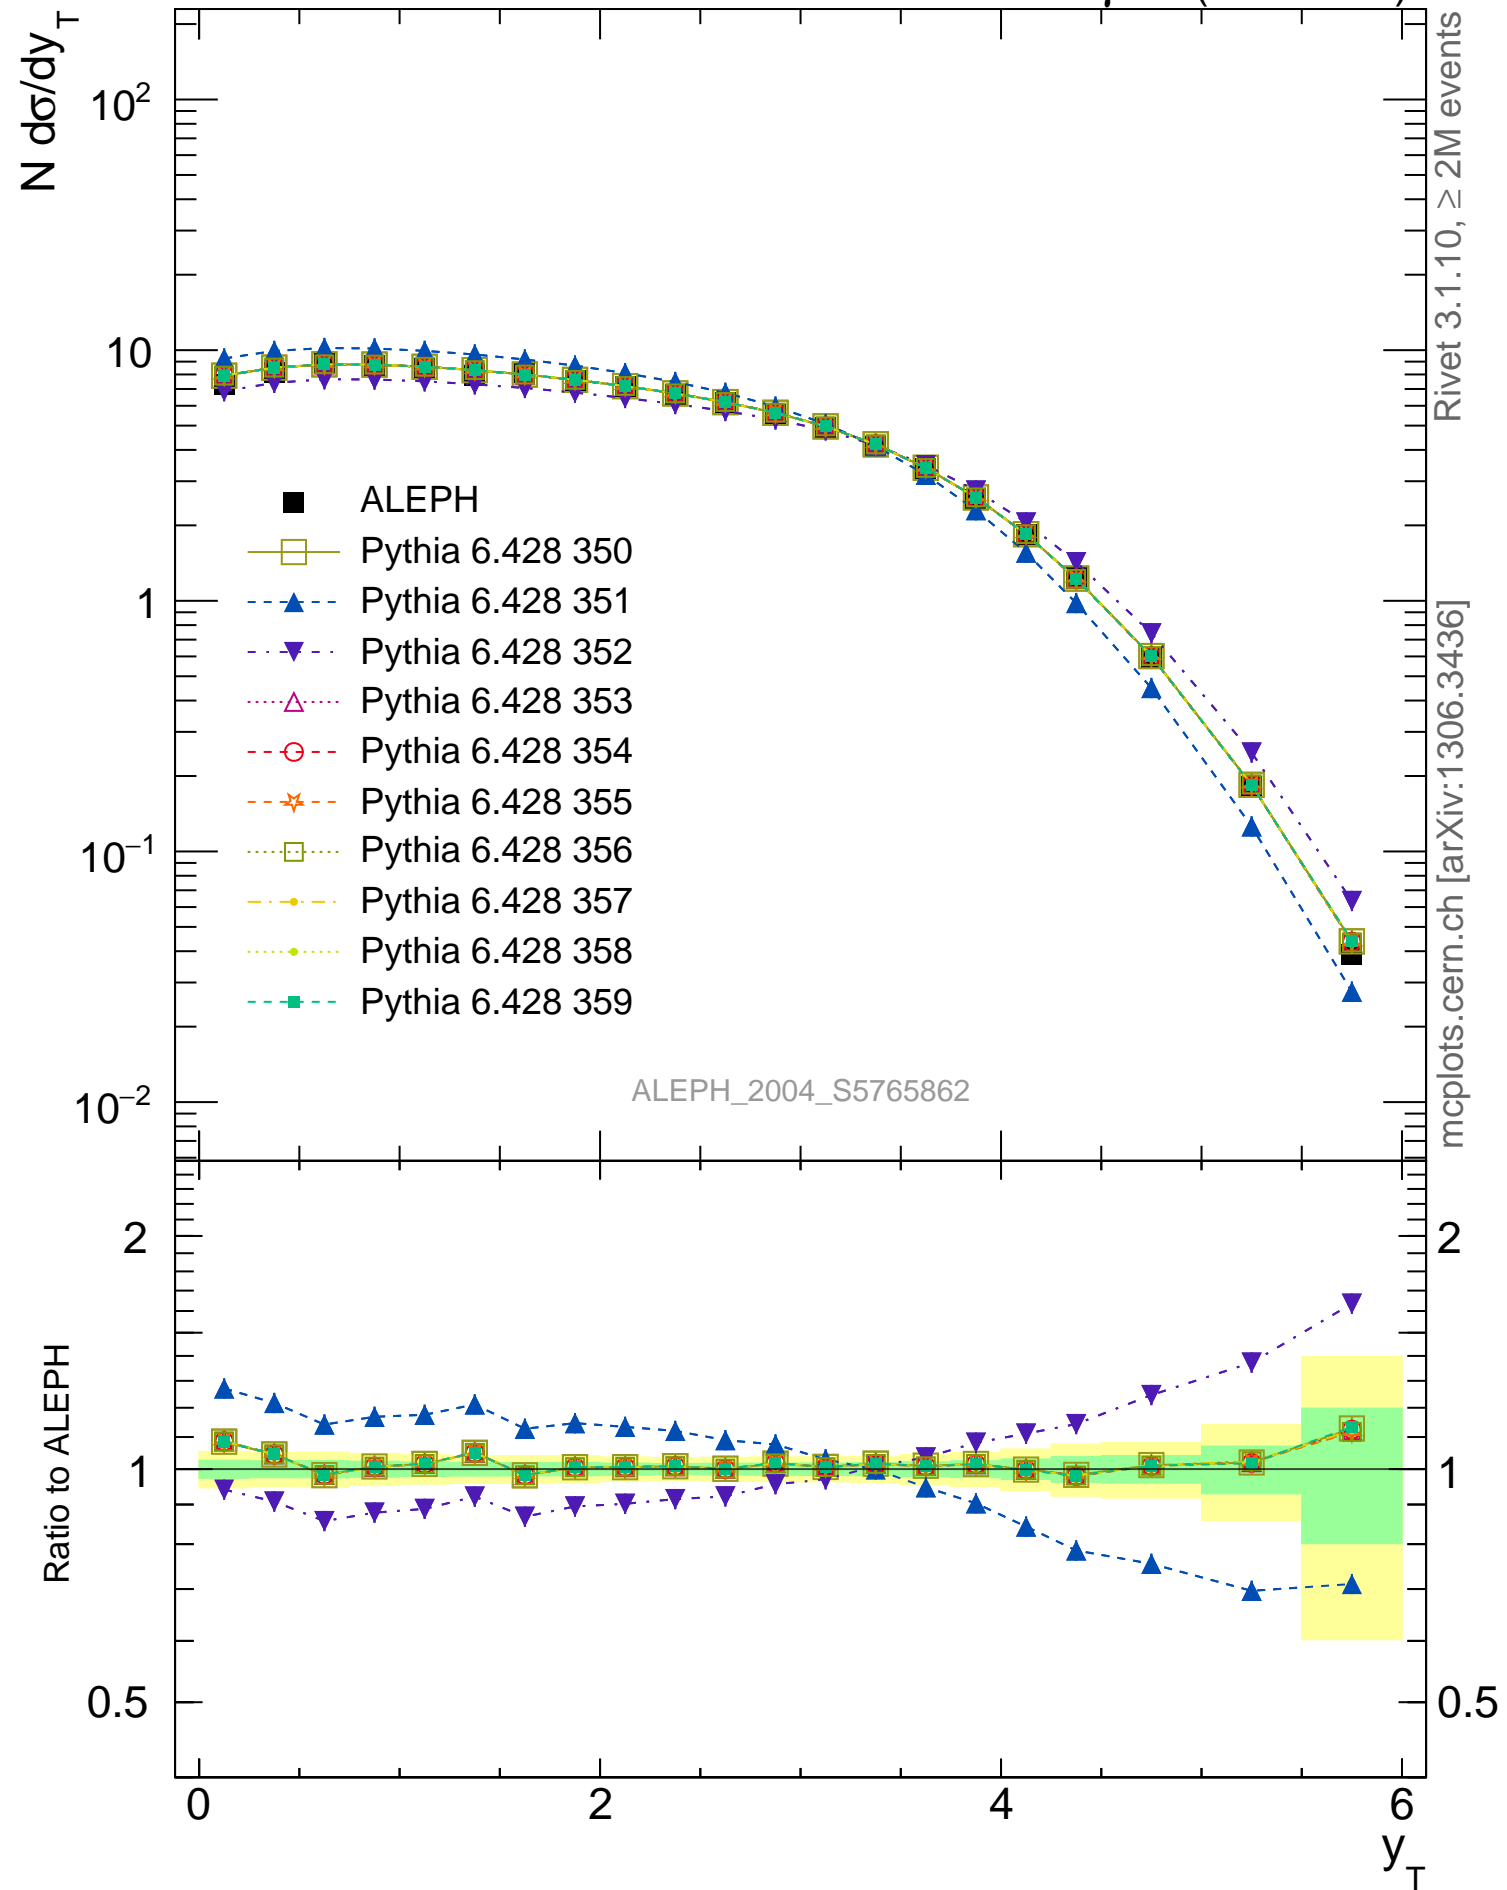 N dσ/dy_T
10²
10
1
10⁻¹
10⁻²
ALEPH
Pythia 6.428 350
Pythia 6.428 351
Pythia 6.428 352
Pythia 6.428 353
Pythia 6.428 354
Pythia 6.428 355
Pythia 6.428 356
Pythia 6.428 357
Pythia 6.428 358
Pythia 6.428 359
ALEPH_2004_S5765862
Rivet 3.1.10, ≥ 2M events
mcplots.cern.ch [arXiv:1306.3436]
Ratio to ALEPH
2
1
0.5
2
1
0.5
0
2
4
6
y_T